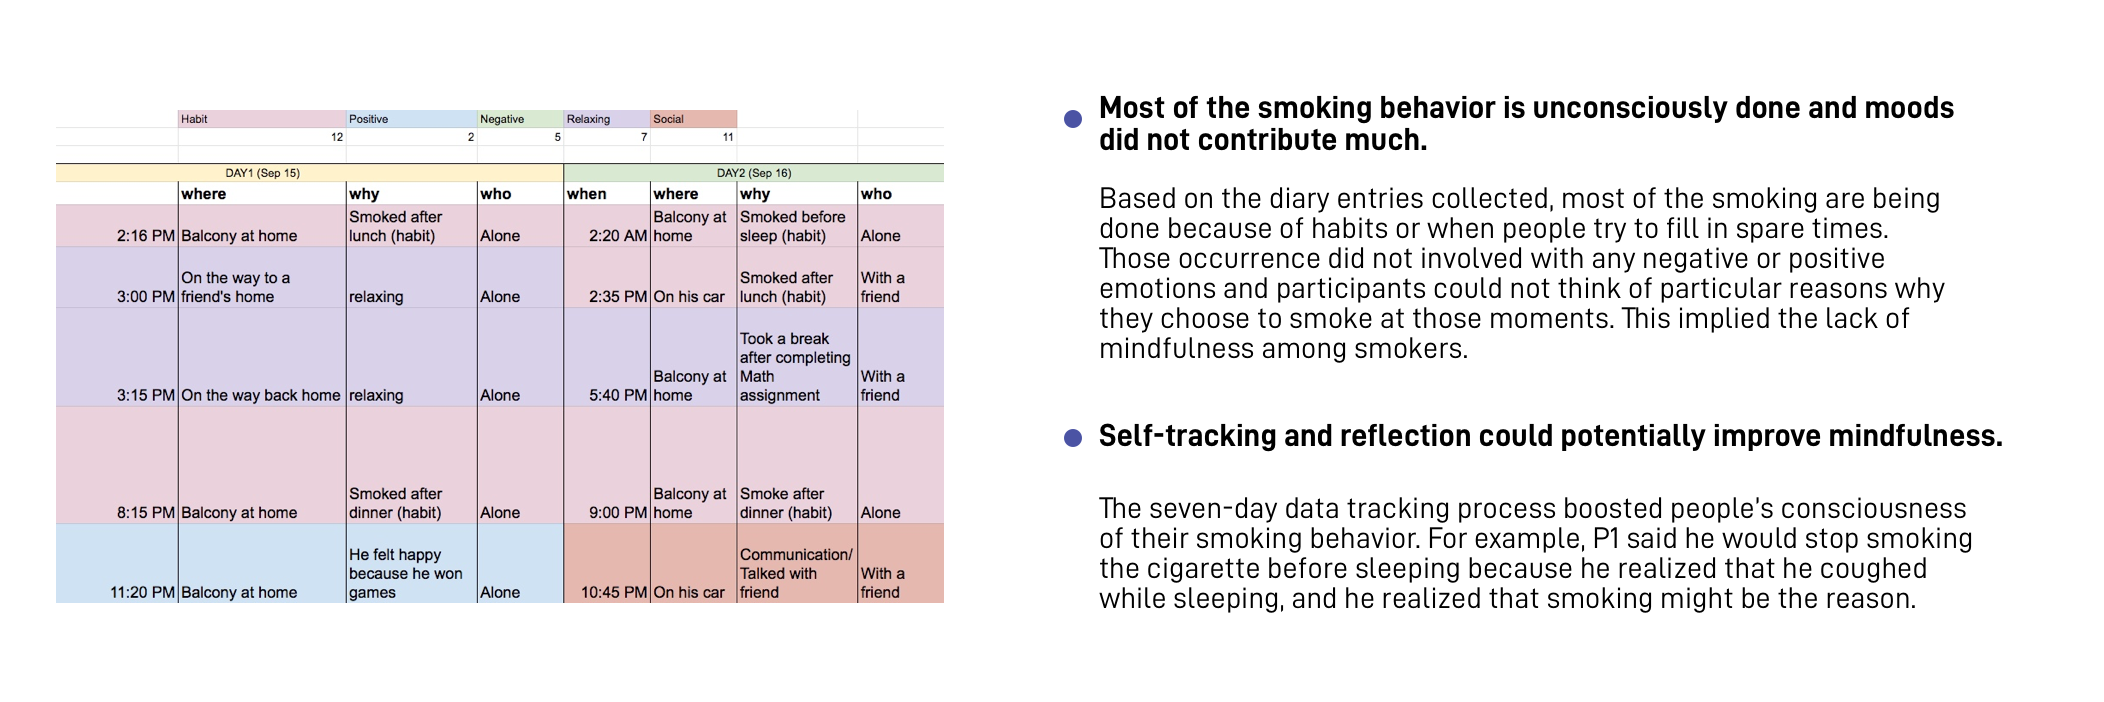 Habit Positive Negative Relaxing Social
12 2 5 7 11
DAY1 (Sep 15) DAY2 (Sep 16)
where why who when where why who
Smoked after Balcony at Smoked before
2:16 PM Balcony at home lunch (habit) Alone 2:20 AM home sleep (habit) Alone
On the way to a Smoked after With a
3:00 PM friend's home relaxing Alone 2:35 PM On his car lunch (habit) friend
Took a break
after completing
Balcony at Math With a
3:15 PM On the way back home relaxing Alone 5:40 PM home assignment friend
Smoked after Balcony at Smoke after
8:15 PM Balcony at home dinner (habit) Alone 9:00 PM home dinner (habit) Alone
He felt happy Communication/
because he won Talked with With a
11:20 PM Balcony at home games Alone 10:45 PM On his car friend friend
Most of the smoking behavior is unconsciously done and moods
did not contribute much.
Based on the diary entries collected, most of the smoking are being
done because of habits or when people try to fill in spare times.
Those occurrence did not involved with any negative or positive
emotions and participants could not think of particular reasons why
they choose to smoke at those moments. This implied the lack of
mindfulness among smokers.
Self-tracking and reflection could potentially improve mindfulness.
The seven-day data tracking process boosted people's consciousness
of their smoking behavior. For example, P1 said he would stop smoking
the cigarette before sleeping because he realized that he coughed
while sleeping, and he realized that smoking might be the reason.